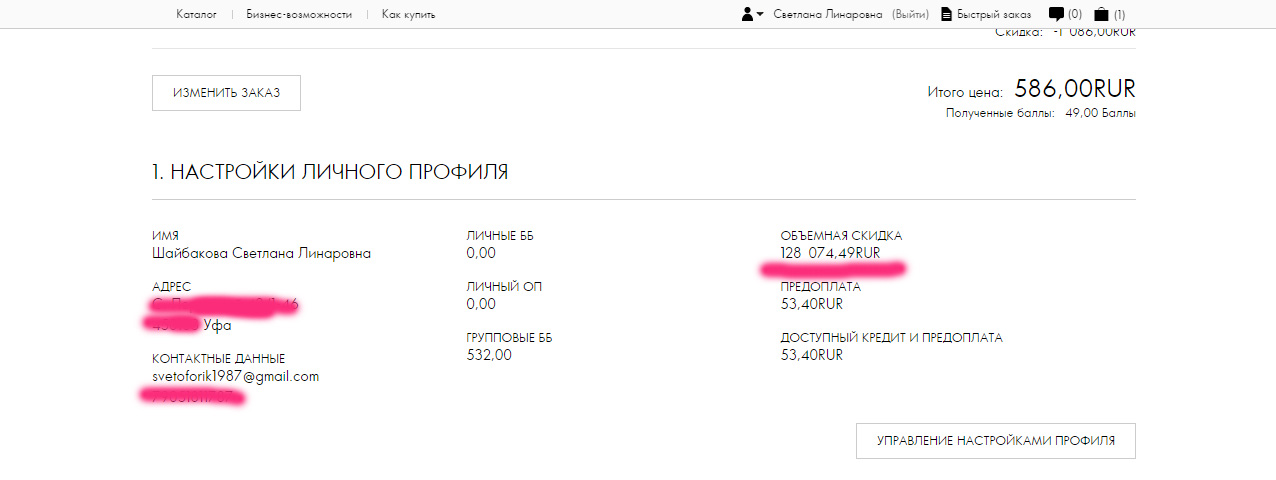 Каталог Бизнес-возможности Как купить Светлана Линаровна (Выйти) Быстрый заказ (0) (1)
Скидка: -1 086,00RUR
ИЗМЕНИТЬ ЗАКАЗ
Итого цена: 586,00RUR
Полученные баллы: 49,00 Баллы
1. НАСТРОЙКИ ЛИЧНОГО ПРОФИЛЯ
ИМЯ
Шайбакова Светлана Линаровна
АДРЕС
Уфа
КОНТАКТНЫЕ ДАННЫЕ
svetoforik1987@gmail.com
ЛИЧНЫЕ ББ
0,00
ЛИЧНЫЙ ОП
0,00
ГРУППОВЫЕ ББ
532,00
ОБЪЕМНАЯ СКИДКА
128 074,49RUR
ПРЕДОПЛАТА
53,40RUR
ДОСТУПНЫЙ КРЕДИТ И ПРЕДОПЛАТА
53,40RUR
УПРАВЛЕНИЕ НАСТРОЙКАМИ ПРОФИЛЯ